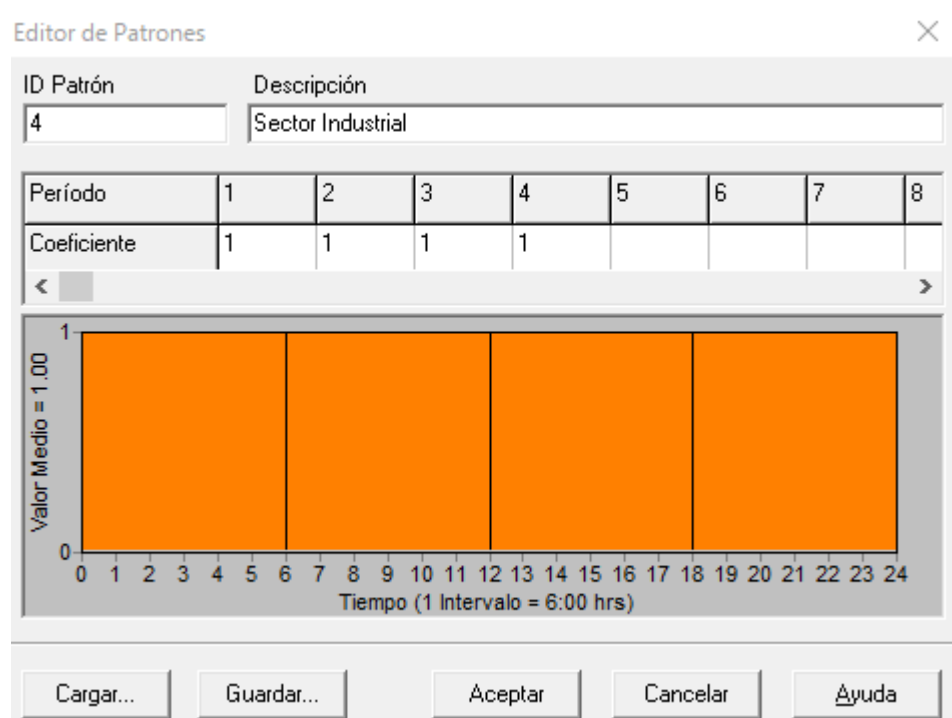 Editor de Patrones
ID Patrón Descripción
4 Sector Industrial
Período 1 2 3 4 5 6 7 8
Coeficiente 1 1 1 1
1
Valor Medio = 1.00
0
0 1 2 3 4 5 6 7 8 9 10 11 12 13 14 15 16 17 18 19 20 21 22 23 24
Tiempo (1 Intervalo = 6:00 hrs)
Cargar... Guardar... Aceptar Cancelar Ayuda